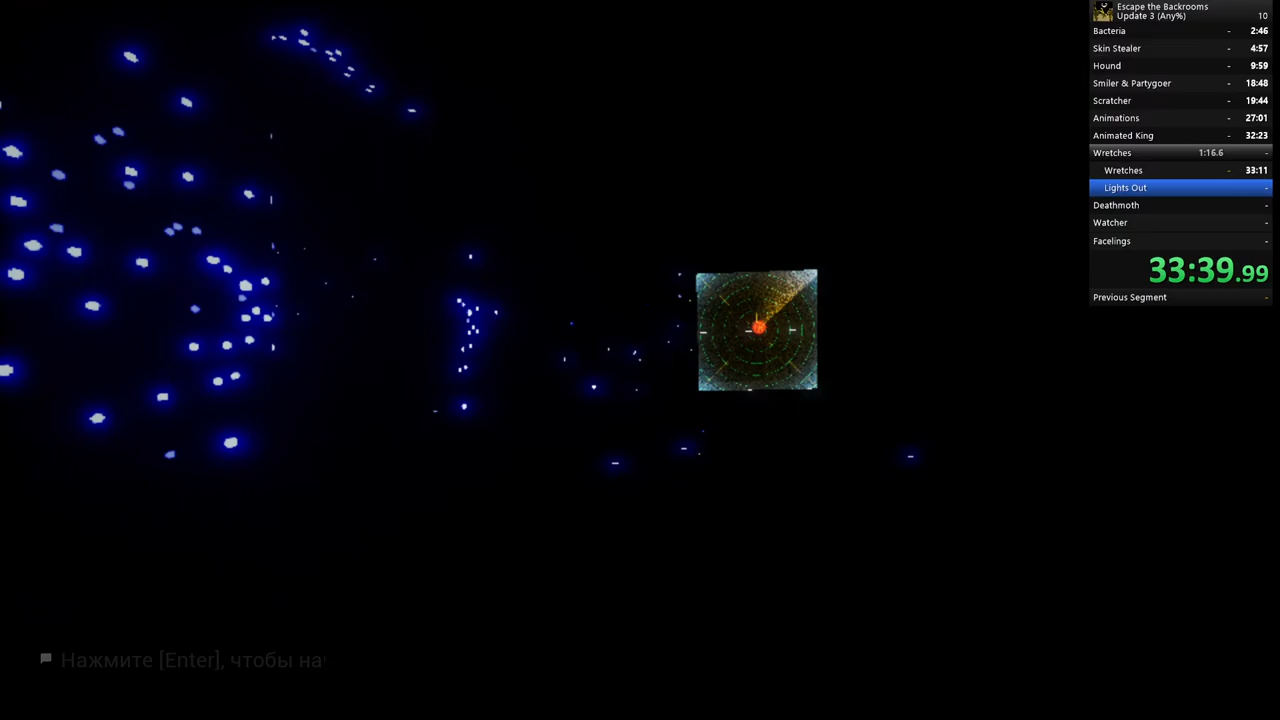 Escape the Backrooms
Update 3 (Any%) 10
Bacteria - 2:46
Skin Stealer - 4:57
Hound - 9:59
Smiler & Partygoer - 18:48
Scratcher - 19:44
Animations - 27:01
Animated King - 32:23
Wretches 1:16.6 -
Wretches - 33:11
Lights Out -
Deathmoth -
Watcher -
Facelings -
33:39.99
Previous Segment -
Нажмите [Enter], чтобы на